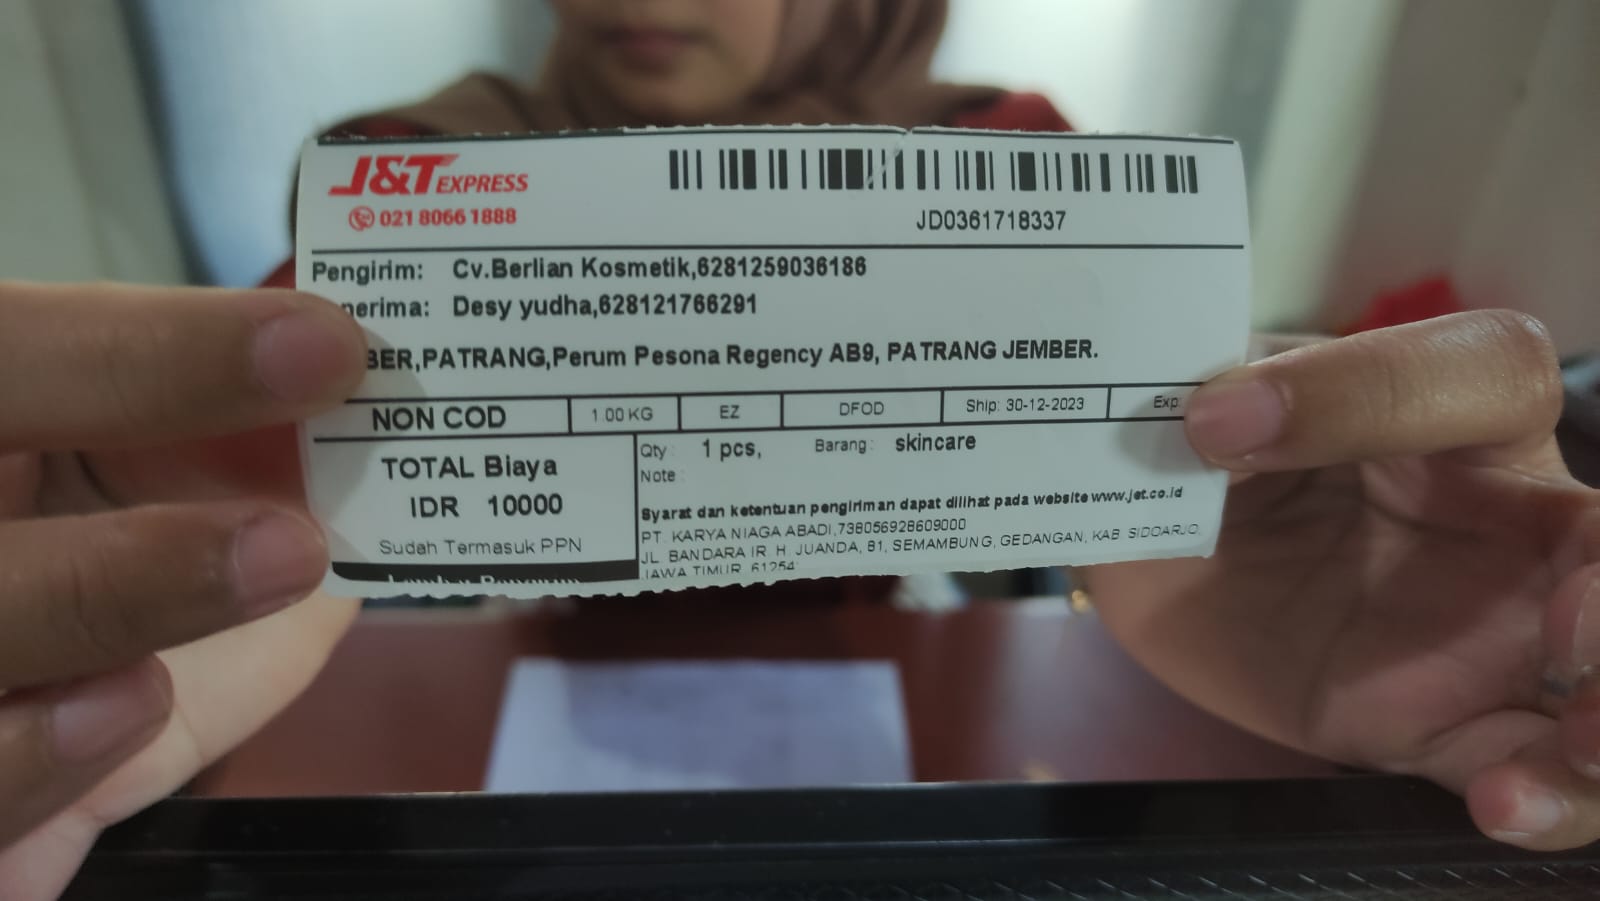 J&T EXPRESS
021 8066 1888
JD0361718337
Pengirim: Cv.Berlian Kosmetik,6281259036186
nerima: Desy yudha,628121766291
BER,PATRANG,Perum Pesona Regency AB9, PATRANG JEMBER.
NON COD 1.00 KG EZ DFOD Ship: 30-12-2023 Exp:
TOTAL Biaya
IDR 10000
Sudah Termasuk PPN
Qty : 1 pcs, Barang : skincare
Note :
Syarat dan ketentuan pengiriman dapat dilihat pada website www.jet.co.id
PT. KARYA NIAGA ABADI,738056928609000
JL. BANDARA IR. H. JUANDA, 81, SEMAMBUNG, GEDANGAN, KAB. SIDOARJO,
JAWA TIMUR, 61254